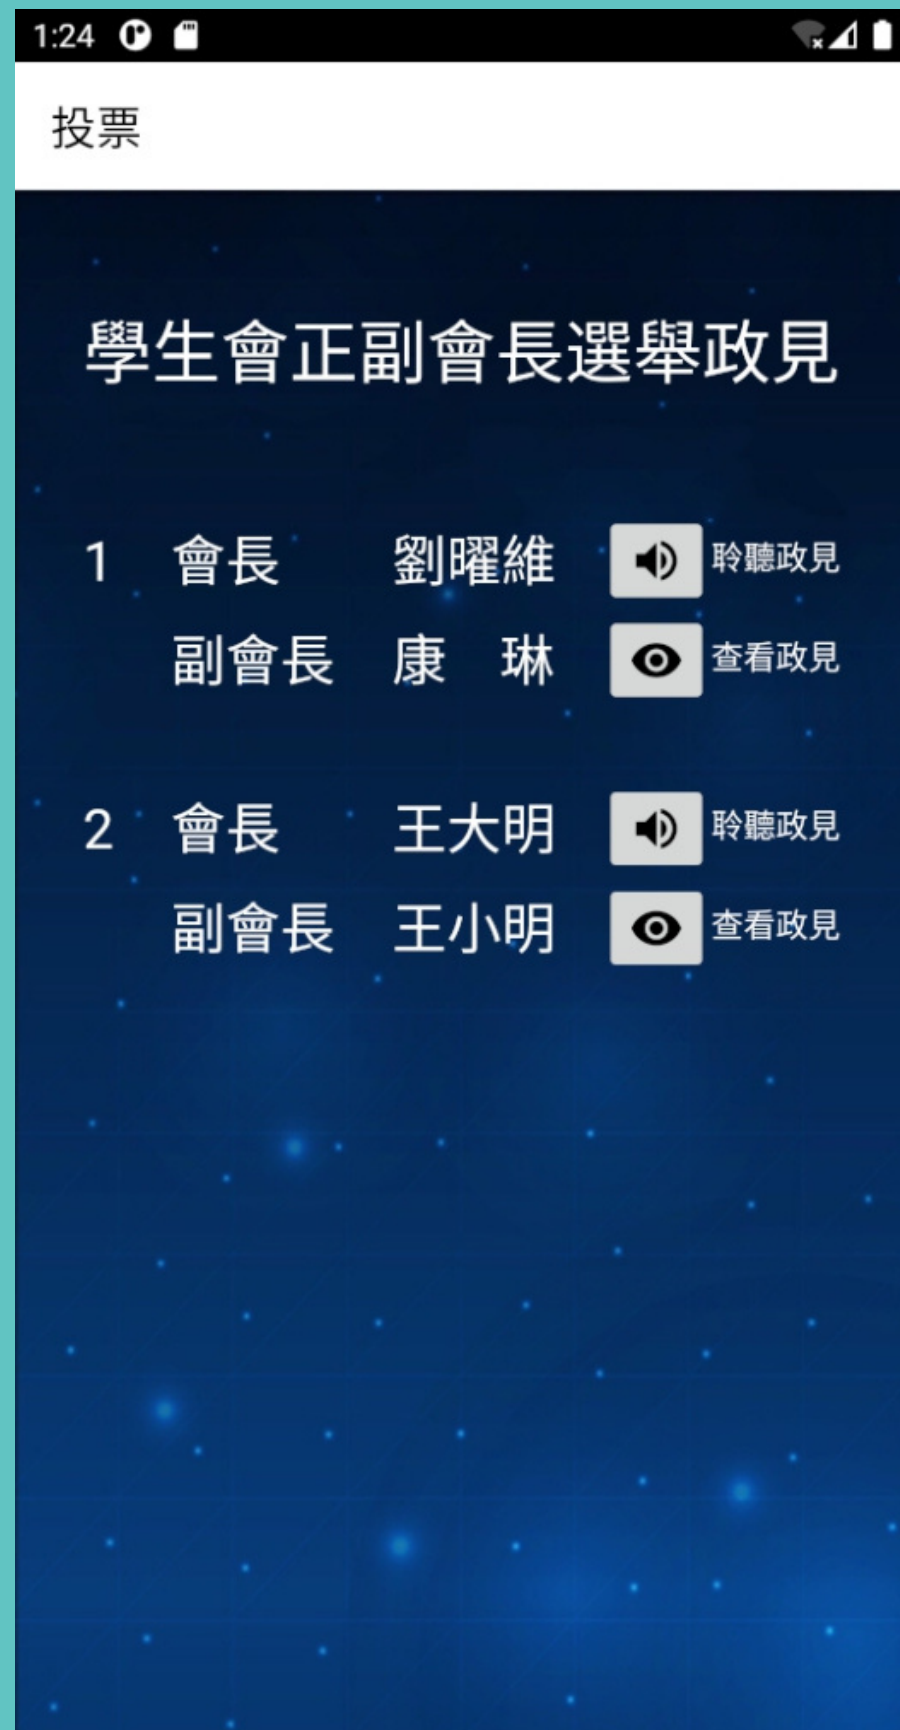 1:24
投票
學生會正副會長選舉政見
1 會長 劉曜維 聆聽政見
副會長 康 琳 查看政見
2 會長 王大明 聆聽政見
副會長 王小明 查看政見